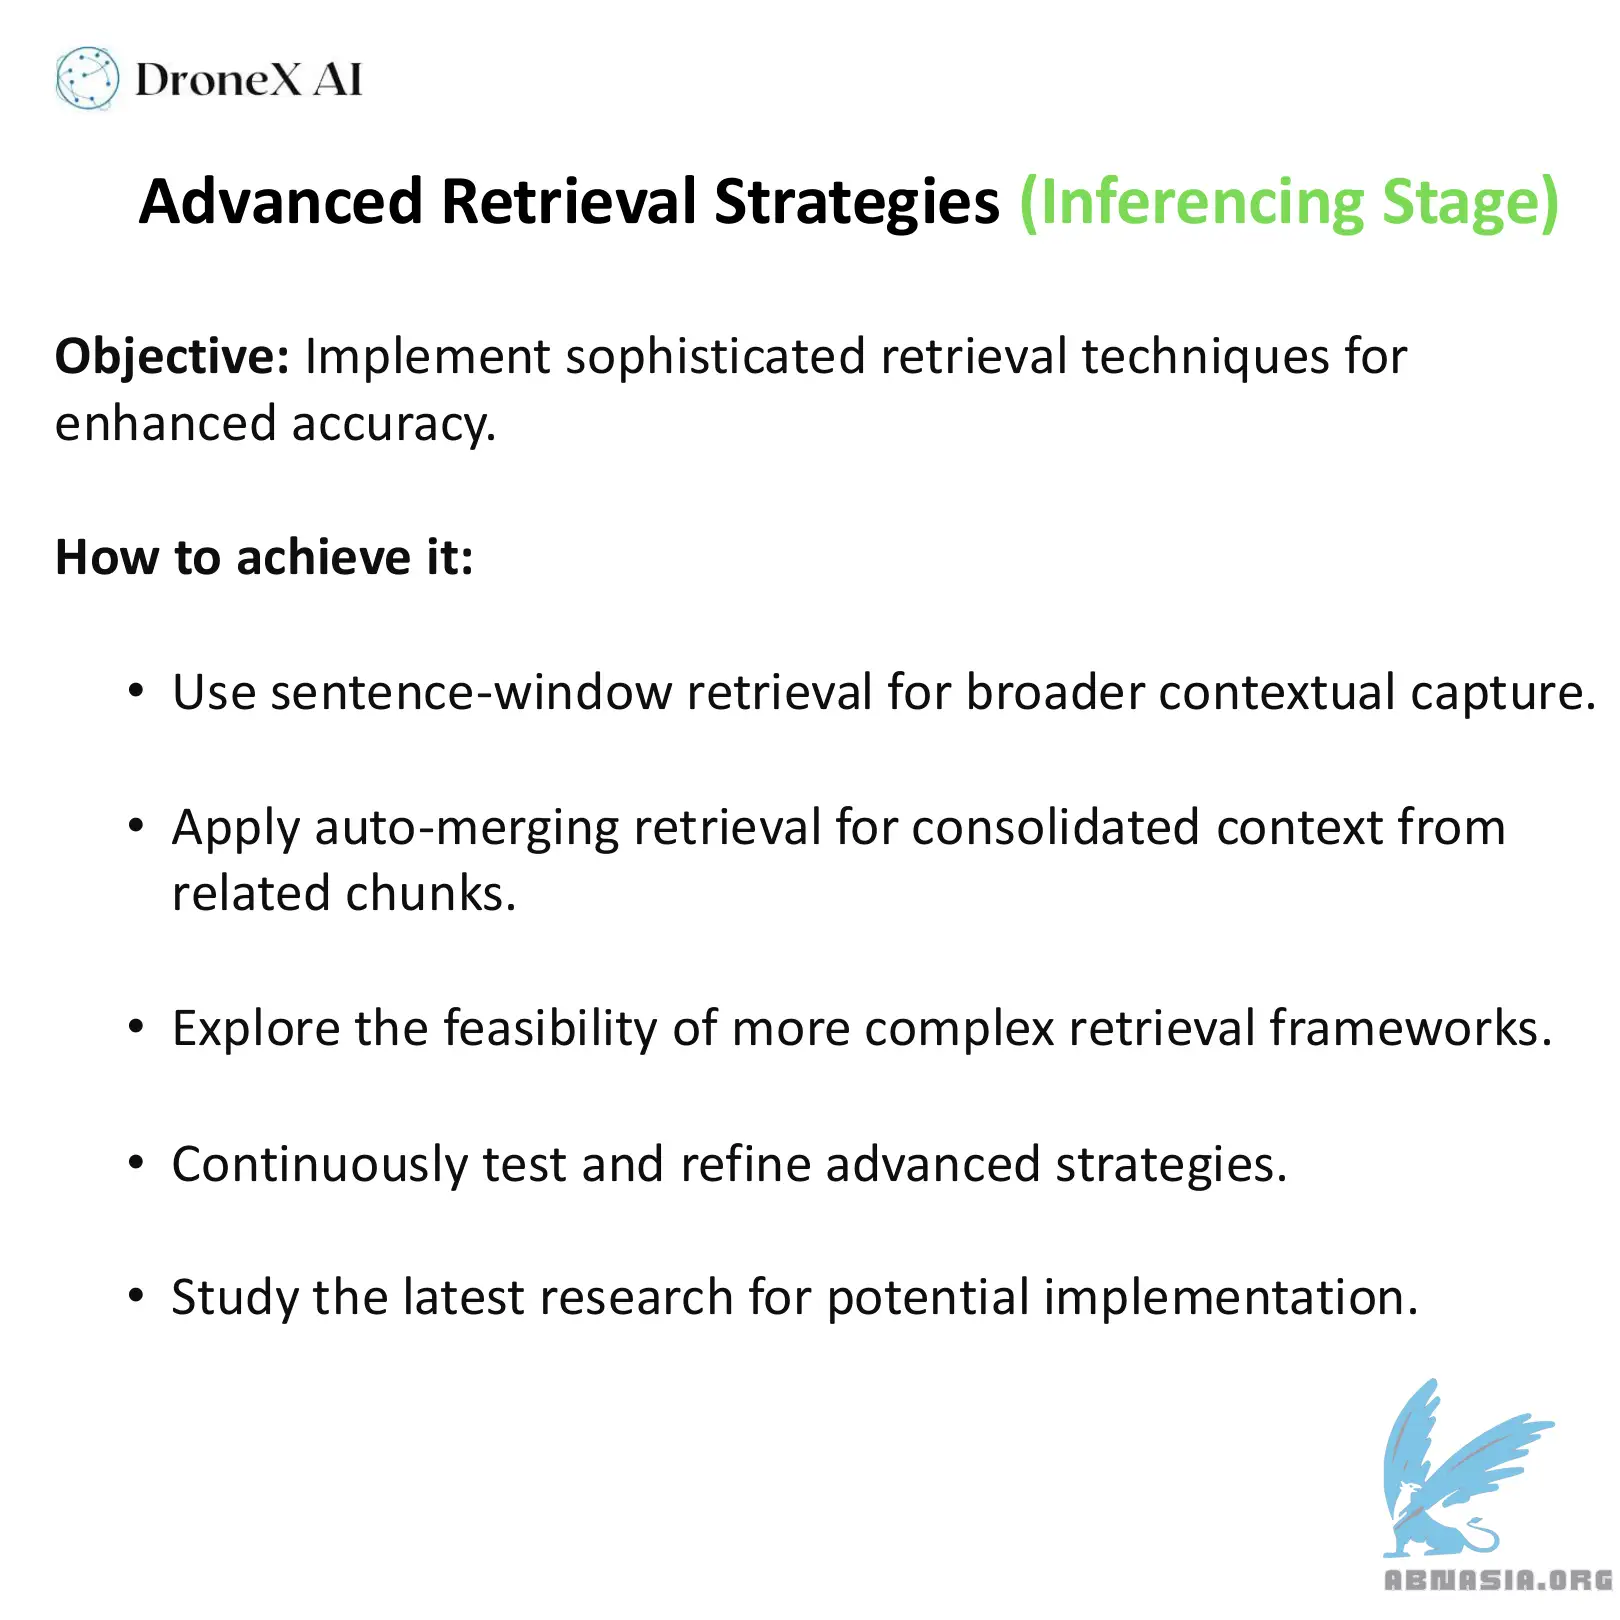 DroneX AI
Advanced Retrieval Strategies (Inferencing Stage)
Objective: Implement sophisticated retrieval techniques for
enhanced accuracy.
How to achieve it:
• Use sentence-window retrieval for broader contextual capture.
• Apply auto-merging retrieval for consolidated context from
related chunks.
• Explore the feasibility of more complex retrieval frameworks.
• Continuously test and refine advanced strategies.
• Study the latest research for potential implementation.
ABNASIA.ORG